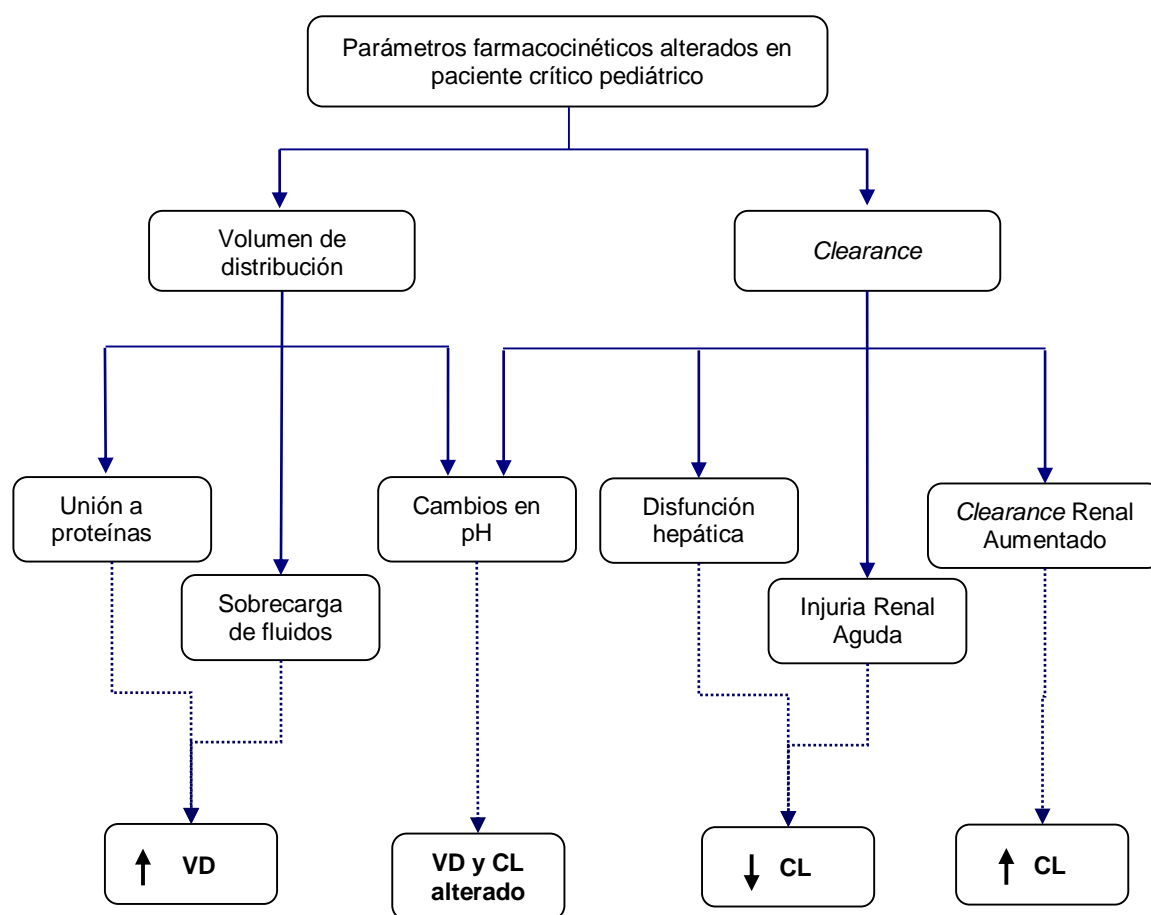 Parámetros farmacocinéticos alterados en
paciente crítico pediátrico
Volumen de
distribución
Clearance
Unión a
proteínas
Cambios en
pH
Disfunción
hepática
Clearance Renal
Aumentado
Sobrecarga
de fluidos
Injuria Renal
Aguda
↑ VD
VD y CL
alterado
↓ CL
↑ CL